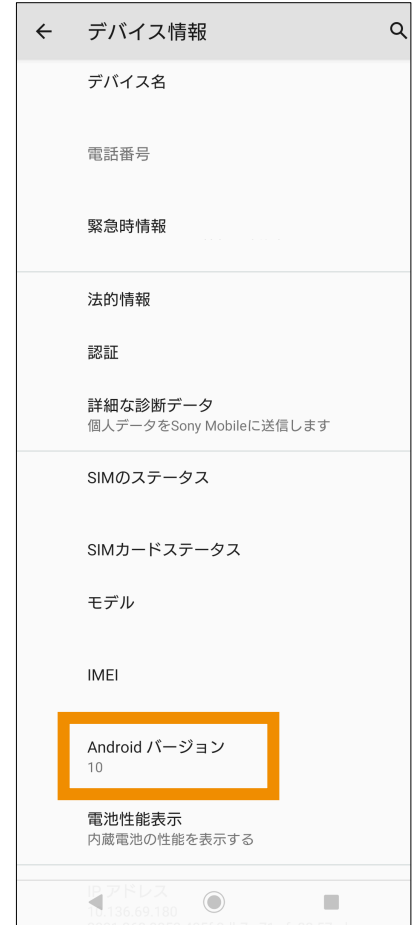 デバイス情報
デバイス名
電話番号
緊急時情報
法的情報
認証
詳細な診断データ
個人データをSony Mobileに送信します
SIMのステータス
SIMカードステータス
モデル
IMEI
Android バージョン
10
電池性能表示
内蔵電池の性能を表示する
IP アドレス
10.136.69.180